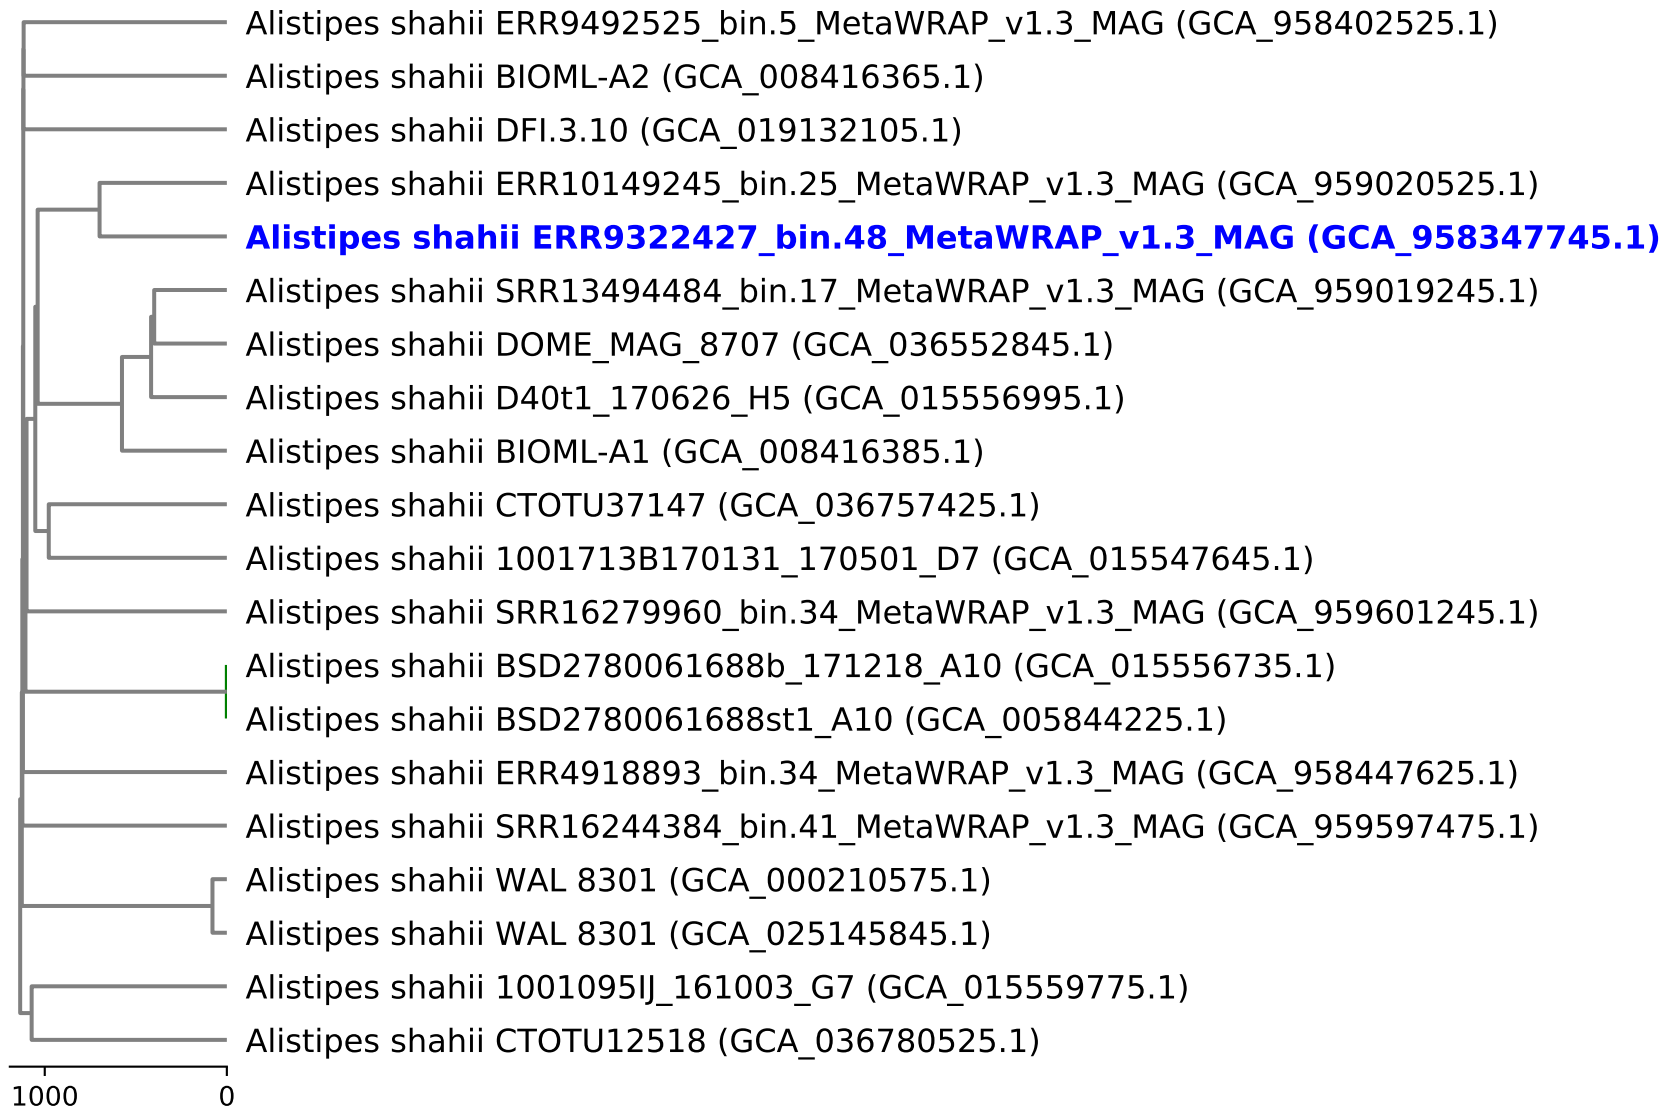 Alistipes shahii ERR9492525_bin.5_MetaWRAP_v1.3_MAG (GCA_958402525.1)
Alistipes shahii BIOML-A2 (GCA_008416365.1)
Alistipes shahii DFI.3.10 (GCA_019132105.1)
Alistipes shahii ERR10149245_bin.25_MetaWRAP_v1.3_MAG (GCA_959020525.1)
Alistipes shahii ERR9322427_bin.48_MetaWRAP_v1.3_MAG (GCA_958347745.1)
Alistipes shahii SRR13494484_bin.17_MetaWRAP_v1.3_MAG (GCA_959019245.1)
Alistipes shahii DOME_MAG_8707 (GCA_036552845.1)
Alistipes shahii D40t1_170626_H5 (GCA_015556995.1)
Alistipes shahii BIOML-A1 (GCA_008416385.1)
Alistipes shahii CTOTU37147 (GCA_036757425.1)
Alistipes shahii 1001713B170131_170501_D7 (GCA_015547645.1)
Alistipes shahii SRR16279960_bin.34_MetaWRAP_v1.3_MAG (GCA_959601245.1)
Alistipes shahii BSD2780061688b_171218_A10 (GCA_015556735.1)
Alistipes shahii BSD2780061688st1_A10 (GCA_005844225.1)
Alistipes shahii ERR4918893_bin.34_MetaWRAP_v1.3_MAG (GCA_958447625.1)
Alistipes shahii SRR16244384_bin.41_MetaWRAP_v1.3_MAG (GCA_959597475.1)
Alistipes shahii WAL 8301 (GCA_000210575.1)
Alistipes shahii WAL 8301 (GCA_025145845.1)
Alistipes shahii 1001095IJ_161003_G7 (GCA_015559775.1)
Alistipes shahii CTOTU12518 (GCA_036780525.1)
1000 0